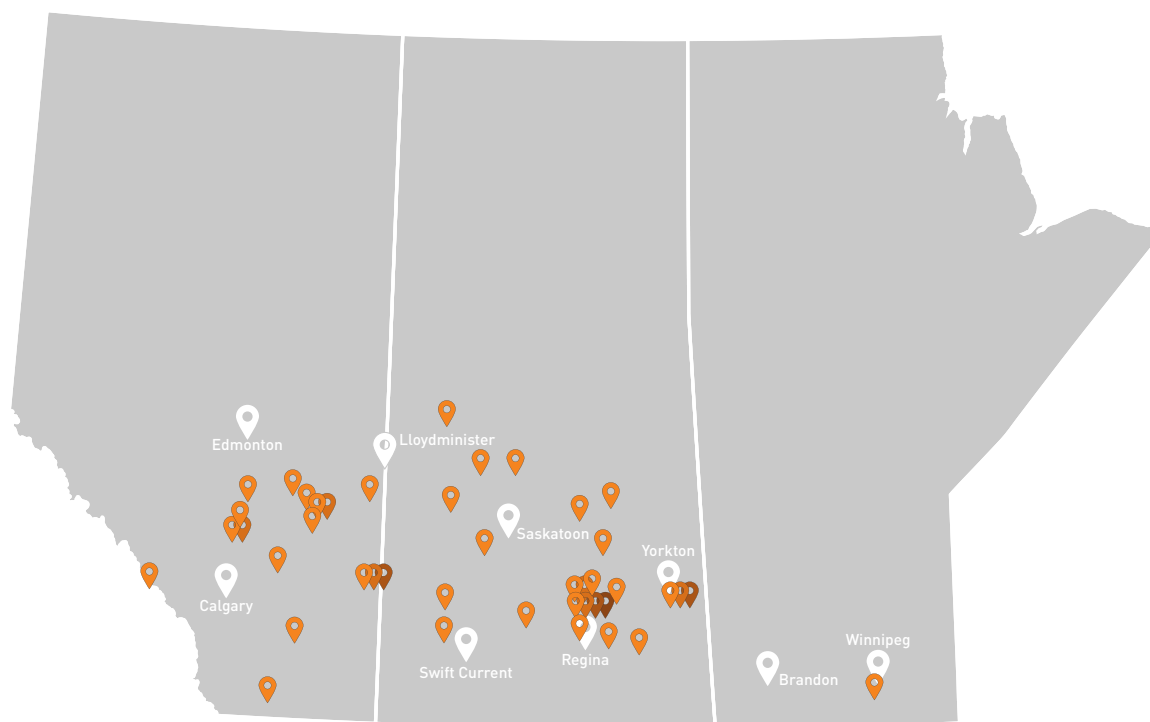 Edmonton
Lloydminister
Saskatoon
Yorkton
Calgary
Swift Current
Regina
Winnipeg
Brandon